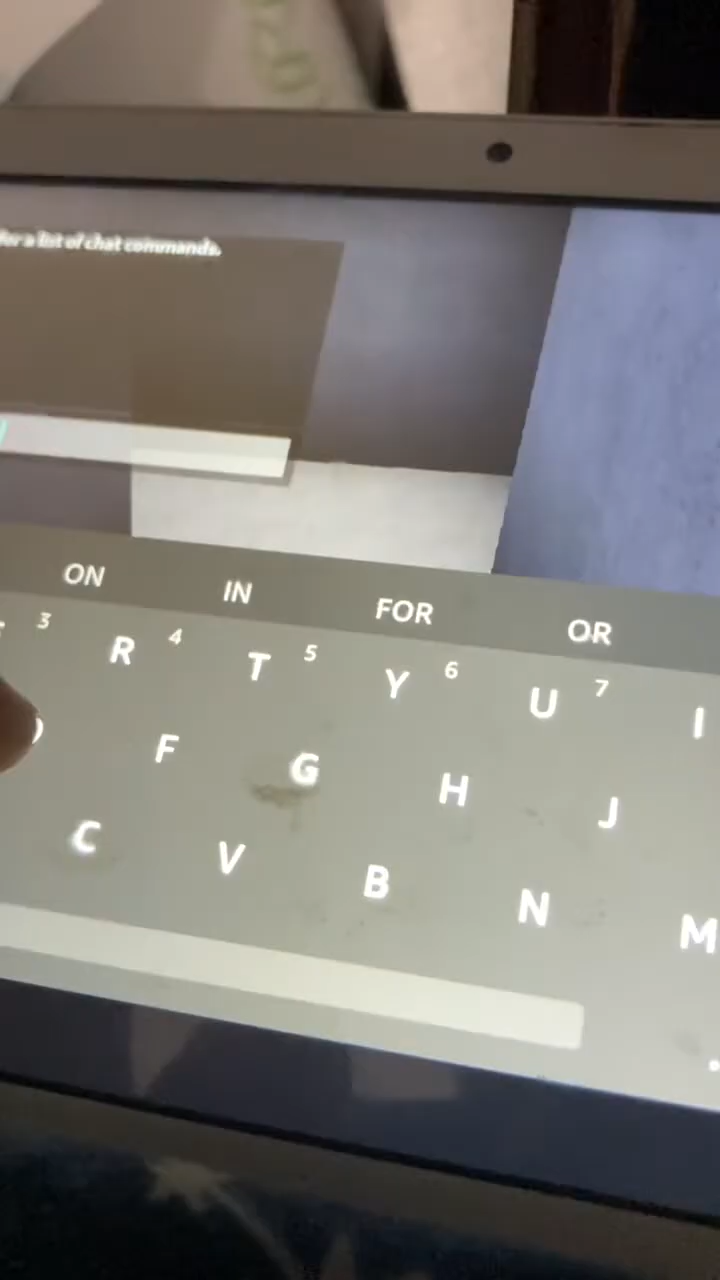 for a list of chat commands.
ON IN FOR OR
3 R 4 T 5 Y 6 U 7 I
F G H J
C V B N M
.